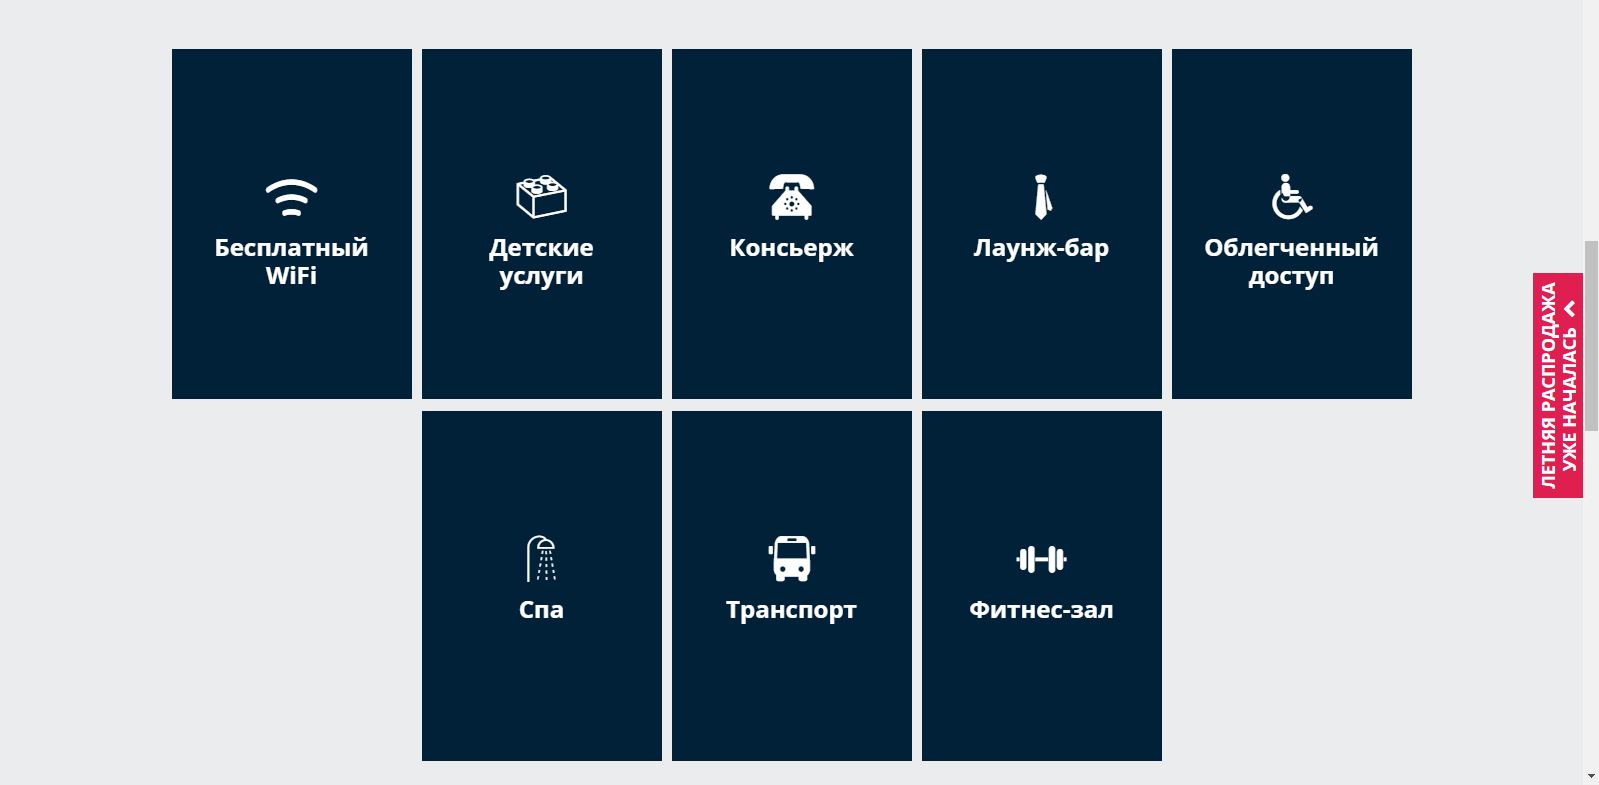 Бесплатный
WiFi
Детские
услуги
Консьерж
Лаунж-бар
Облегченный
доступ
Спа
Транспорт
Фитнес-зал
ЛЕТНЯЯ РАСПРОДАЖА
УЖЕ НАЧАЛАСЬ